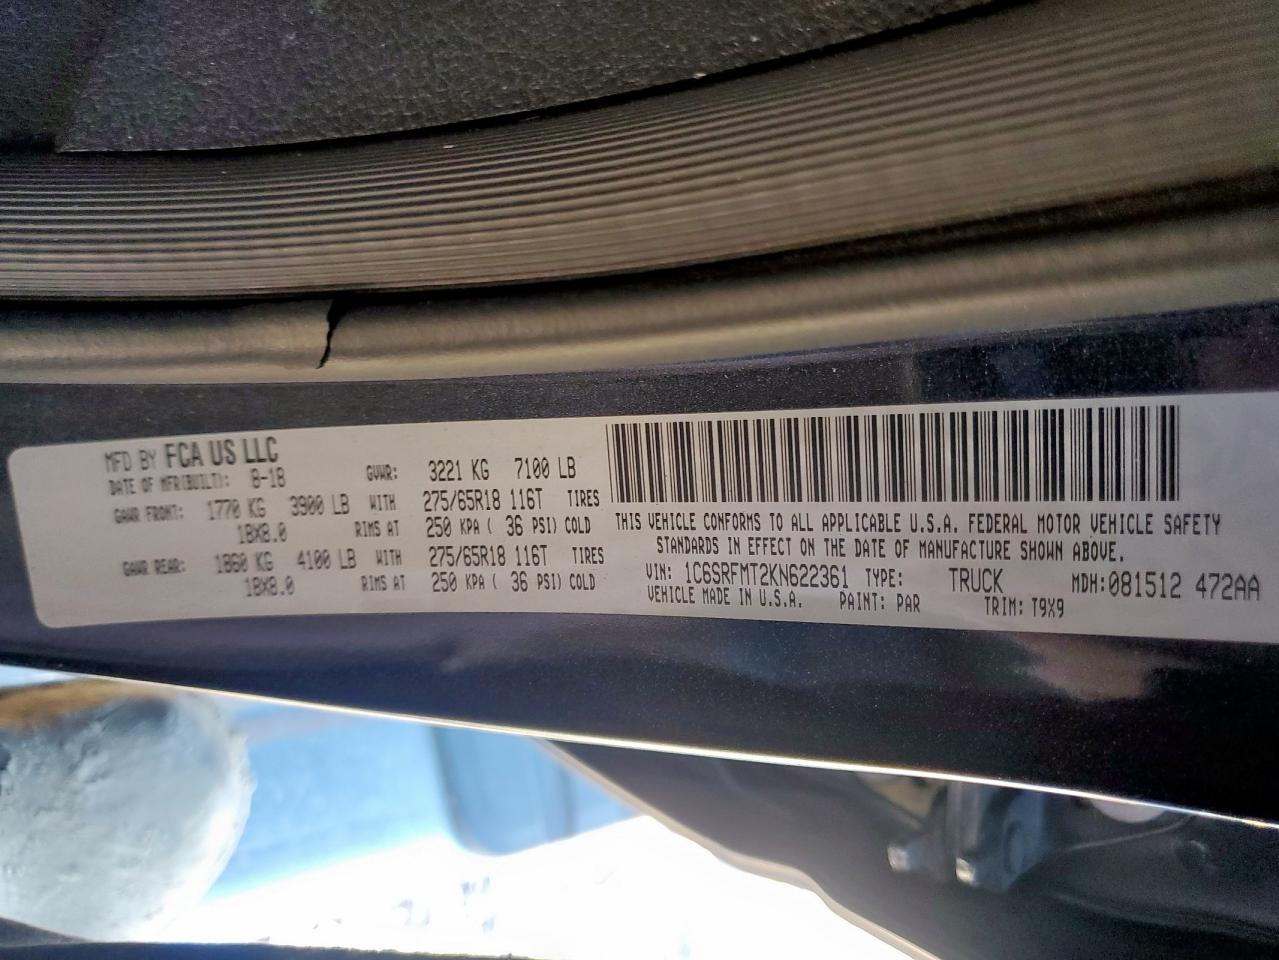 MFD BY FCA US LLC
DATE OF MFR(BUILT): 8-18 GVWR: 3221 KG 7100 LB
GAWR FRONT: 1770 KG 3900 LB WITH 275/65R18 116T TIRES
18X8.0 RIMS AT 250 KPA ( 36 PSI) COLD
GAWR REAR: 1860 KG 4100 LB WITH 275/65R18 116T TIRES
18X8.0 RIMS AT 250 KPA ( 36 PSI) COLD
THIS VEHICLE CONFORMS TO ALL APPLICABLE U.S.A. FEDERAL MOTOR VEHICLE SAFETY
STANDARDS IN EFFECT ON THE DATE OF MANUFACTURE SHOWN ABOVE.
VIN: 1C6SRFMT2KN622361 TYPE: TRUCK MDH: 081512 472AA
VEHICLE MADE IN U.S.A. PAINT: PAR TRIM: T9X9